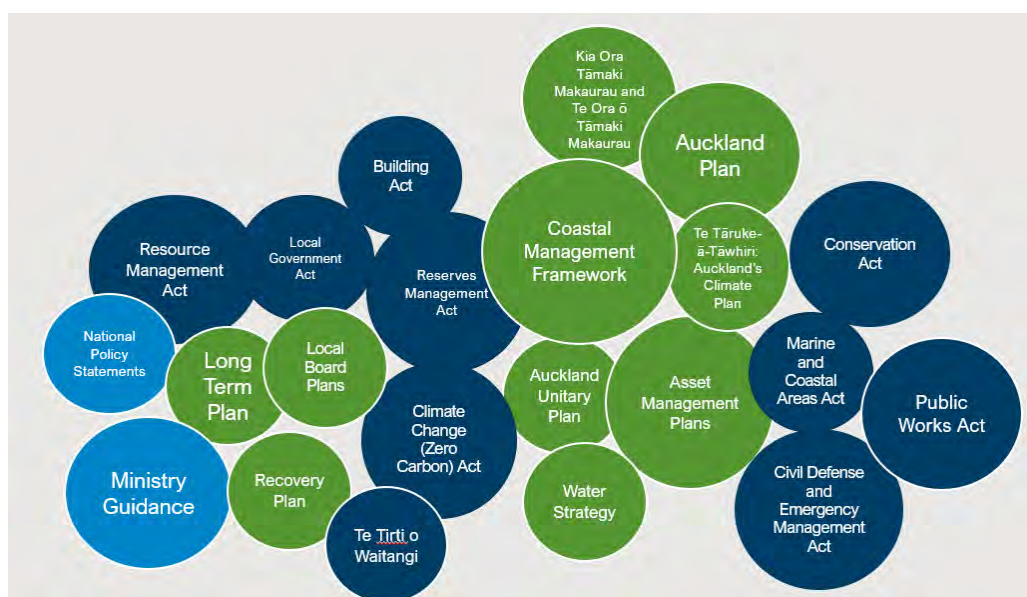 Kia Ora
Tāmaki
Makaurau and
Te Ora ō
Tāmaki
Makaurau
Auckland
Plan
Building
Act
Coastal
Management
Framework
Te Tāruke-
ā-Tāwhiri:
Auckland's
Climate
Plan
Conservation
Act
Resource
Management
Act
Local
Government
Act
Reserves
Management
Act
National
Policy
Statements
Long
Term
Plan
Local
Board
Plans
Auckland
Unitary
Plan
Asset
Management
Plans
Marine
and
Coastal
Areas Act
Public
Works Act
Climate
Change
(Zero
Carbon) Act
Ministry
Guidance
Recovery
Plan
Water
Strategy
Civil Defense
and
Emergency
Management
Act
Te Tirti o
Waitangi